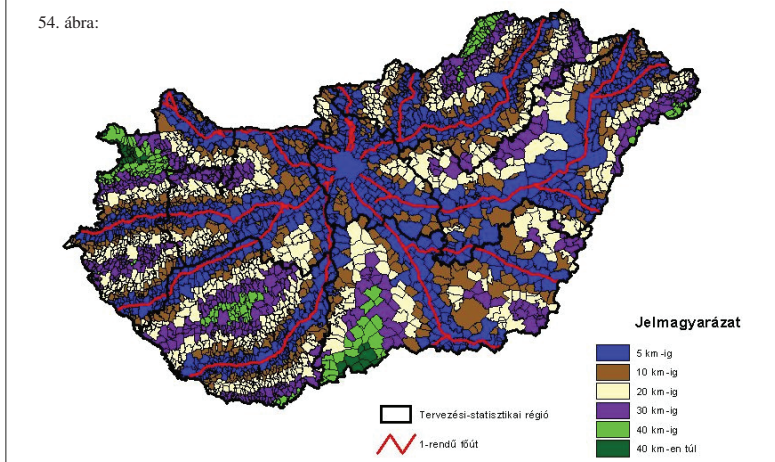 54. ábra:
Jelmagyarázat
5 km-ig
10 km-ig
20 km-ig
30 km-ig
40 km-ig
40 km-en túl
Tervezési-statisztikai régió
1-rendű főút